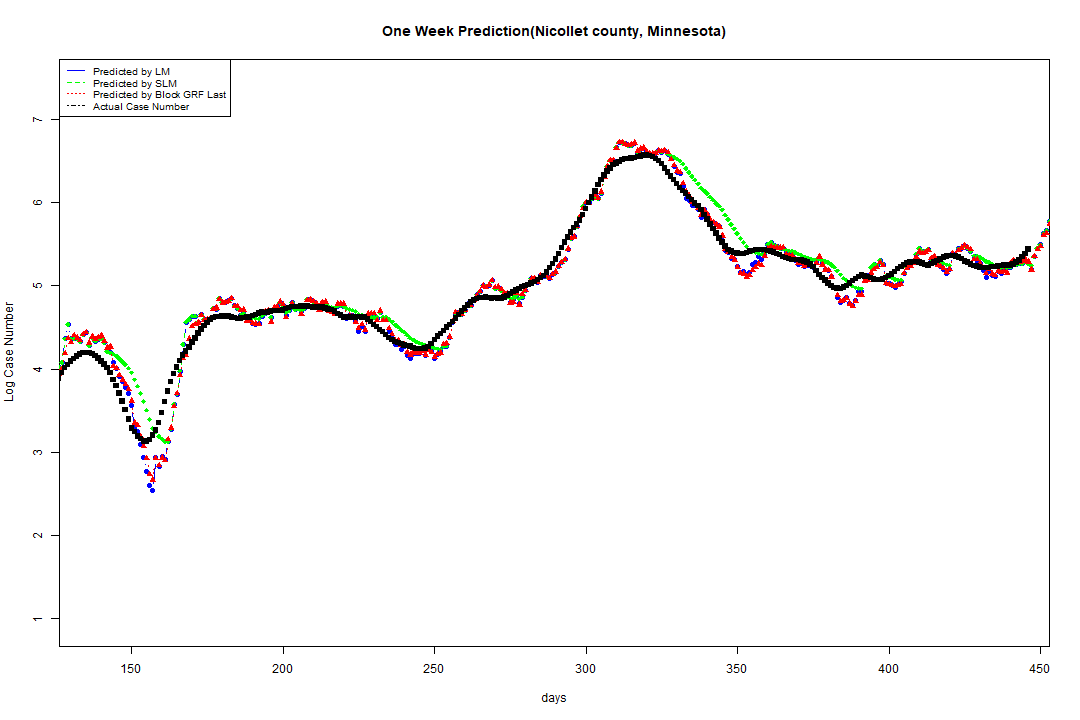 One Week Prediction(Nicollet county, Minnesota)
Predicted by LM
Predicted by SLM
Predicted by Block GRF Last
Actual Case Number
7
6
5
4
3
2
1
Log Case Number
150 200 250 300 350 400 450
days